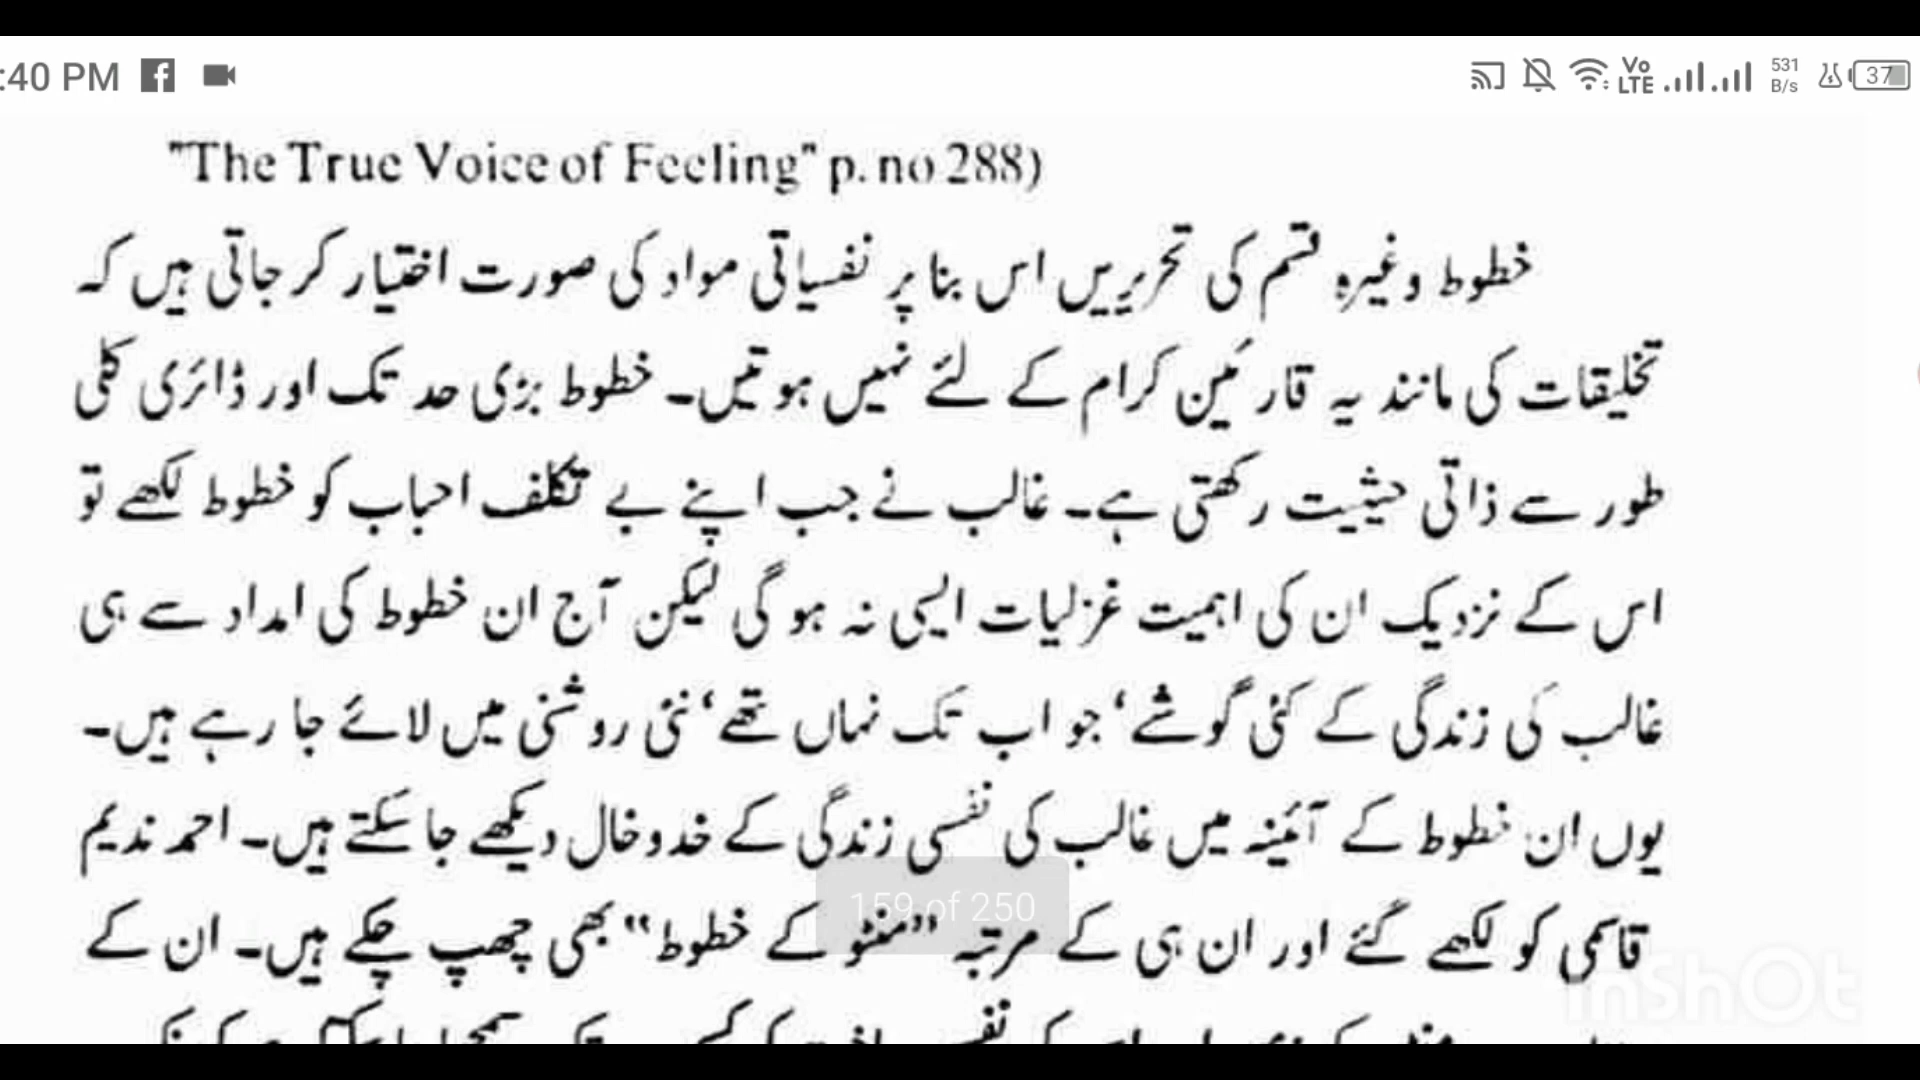 :40 PM
531 B/s
Vo LTE
37
"The True Voice of Feeling" p. no 288)
خطوط وغیرہ قسم کی تحریریں اس بنا پر نفسیاتی مواد کی صورت اختیار کر جاتی ہیں کہ
تخلیقات کی مانند یہ قارئین کرام کے لئے نہیں ہوتیں۔ خطوط بڑی حد تک اور ڈائری کلی
طور سے ذاتی حیثیت رکھتی ہے۔ غالب نے جب اپنے بے تکلف احباب کو خطوط لکھے تو
اس کے نزدیک ان کی اہمیت غزلیات ایسی نہ ہو گی لیکن آج ان خطوط کی امداد سے ہی
غالب کی زندگی کے کئی گوشے‘ جو اب تک نہاں تھے‘ نئی روشنی میں لائے جا رہے ہیں۔
یوں ان خطوط کے آئینہ میں غالب کی نفسی زندگی کے خدوخال دیکھے جا سکتے ہیں۔ احمد ندیم
قاسمی کو لکھے گئے اور ان ہی کے مرتبہ ”منٹو کے خطوط“ بھی چھپ چکے ہیں۔ ان کے
159 of 250
InShOt